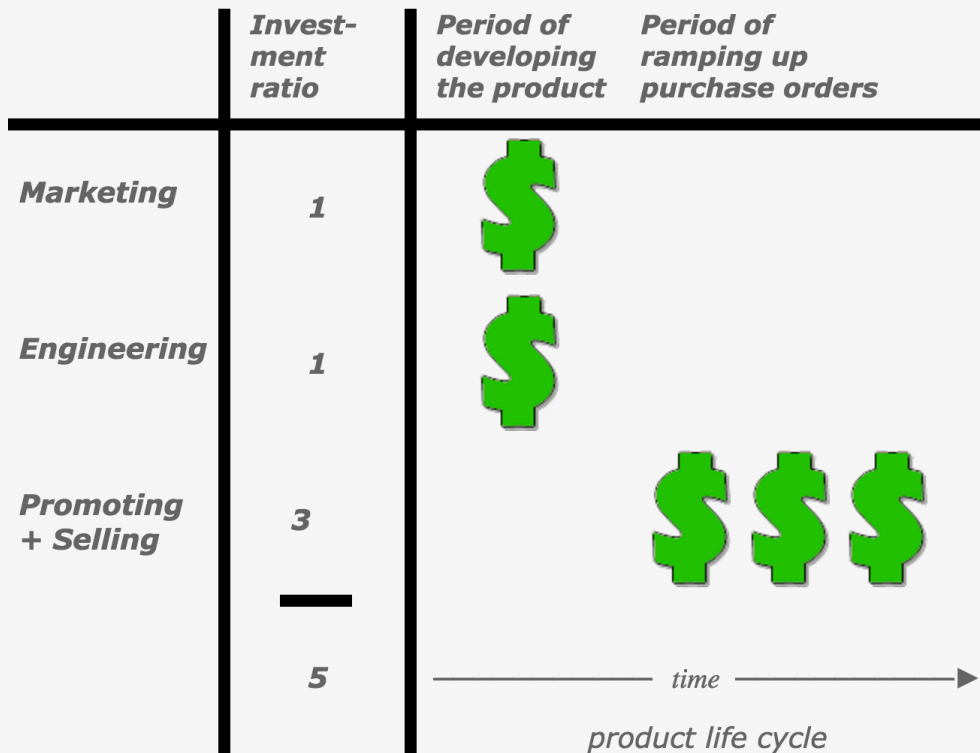 Invest-
ment
ratio
Period of
developing
the product
Period of
ramping up
purchase orders
Marketing
1
$
Engineering
1
$
Promoting
+ Selling
3
$ $ $
5
time
product life cycle